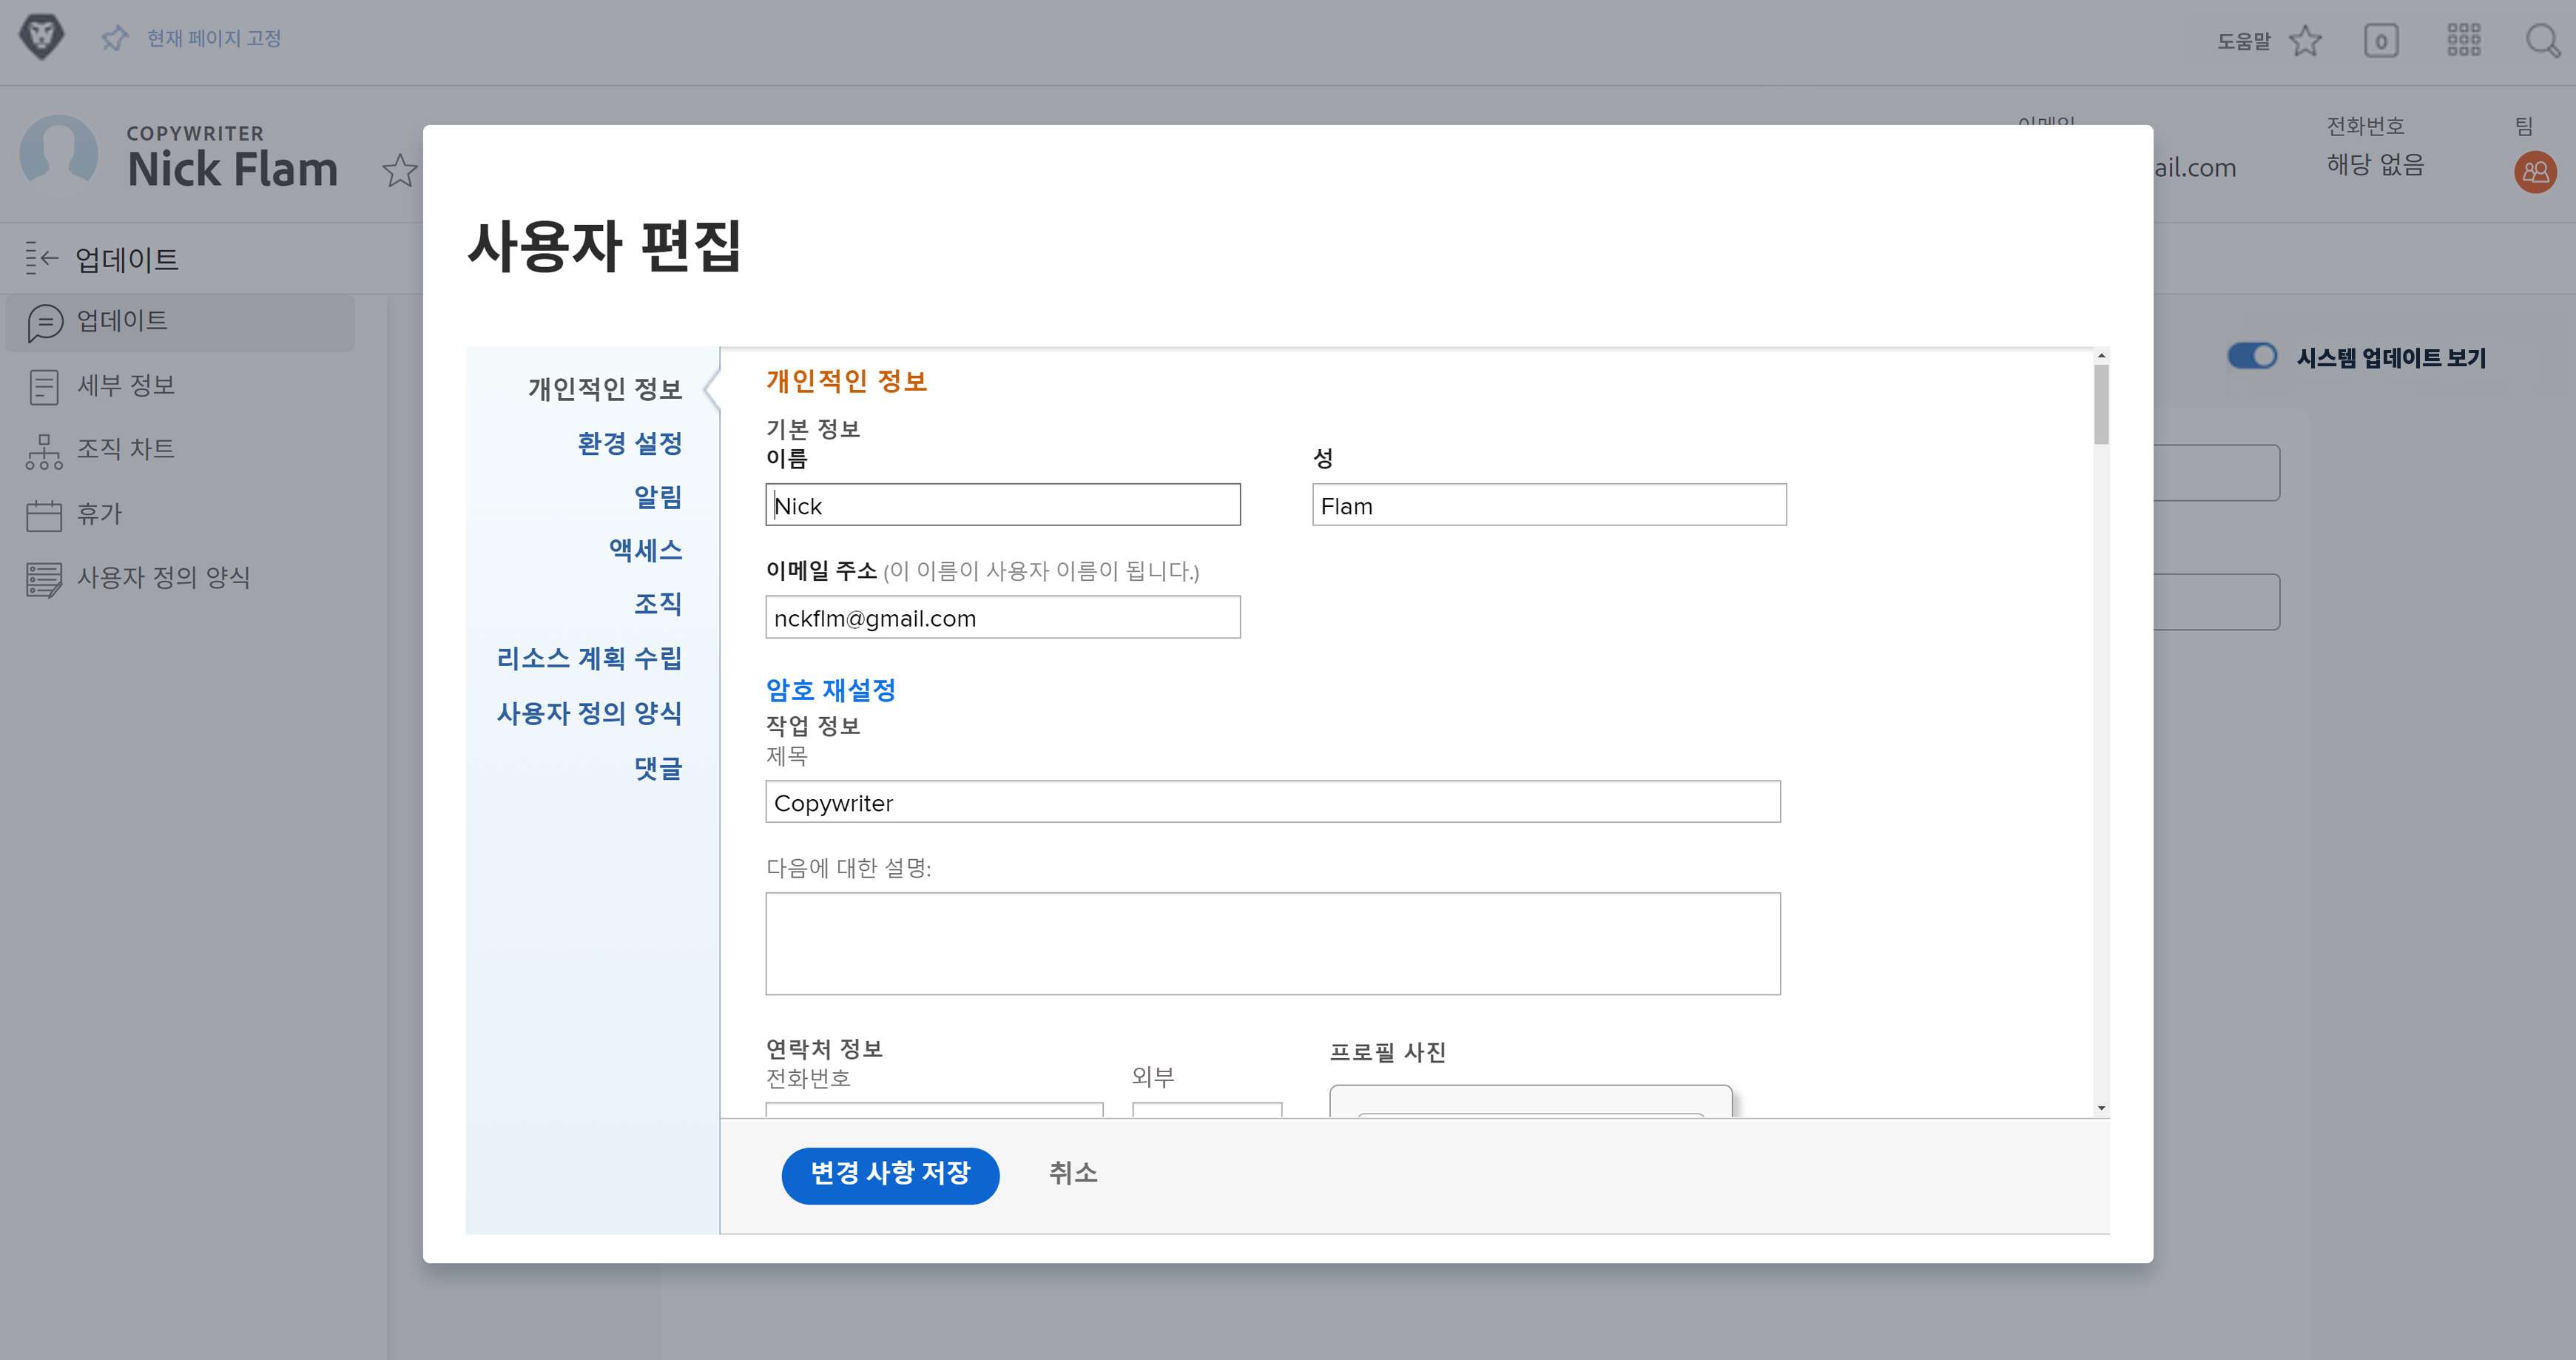 현재 페이지 고정
도움말
0
COPYWRITER
Nick Flam
전화번호
팀
ail.com
해당 없음
업데이트
업데이트
세부 정보
조직 차트
휴가
사용자 정의 양식
시스템 업데이트 보기
사용자 편집
개인적인 정보
환경 설정
알림
액세스
조직
리소스 계획 수립
사용자 정의 양식
댓글
개인적인 정보
기본 정보
이름
성
Nick
Flam
이메일 주소 (이 이름이 사용자 이름이 됩니다.)
nckflm@gmail.com
암호 재설정
작업 정보
제목
Copywriter
다음에 대한 설명:
연락처 정보
프로필 사진
전화번호
외부
변경 사항 저장
취소